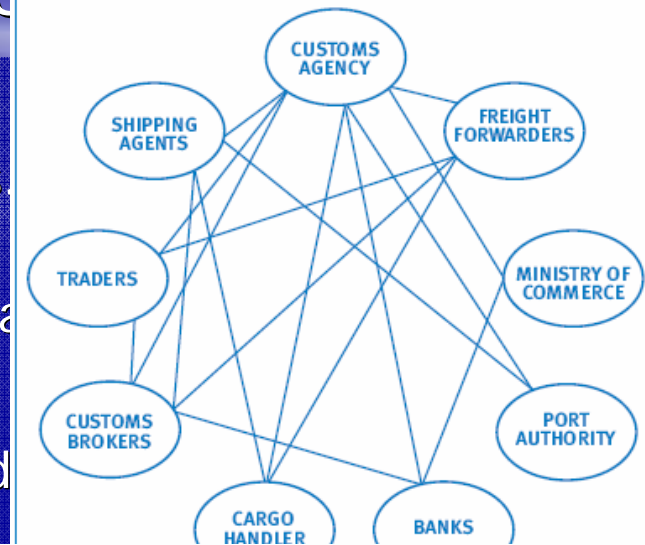 CUSTOMS
AGENCY
SHIPPING
AGENTS
FREIGHT
FORWARDERS
TRADERS
MINISTRY OF
COMMERCE
CUSTOMS
BROKERS
PORT
AUTHORITY
CARGO
HANDLER
BANKS